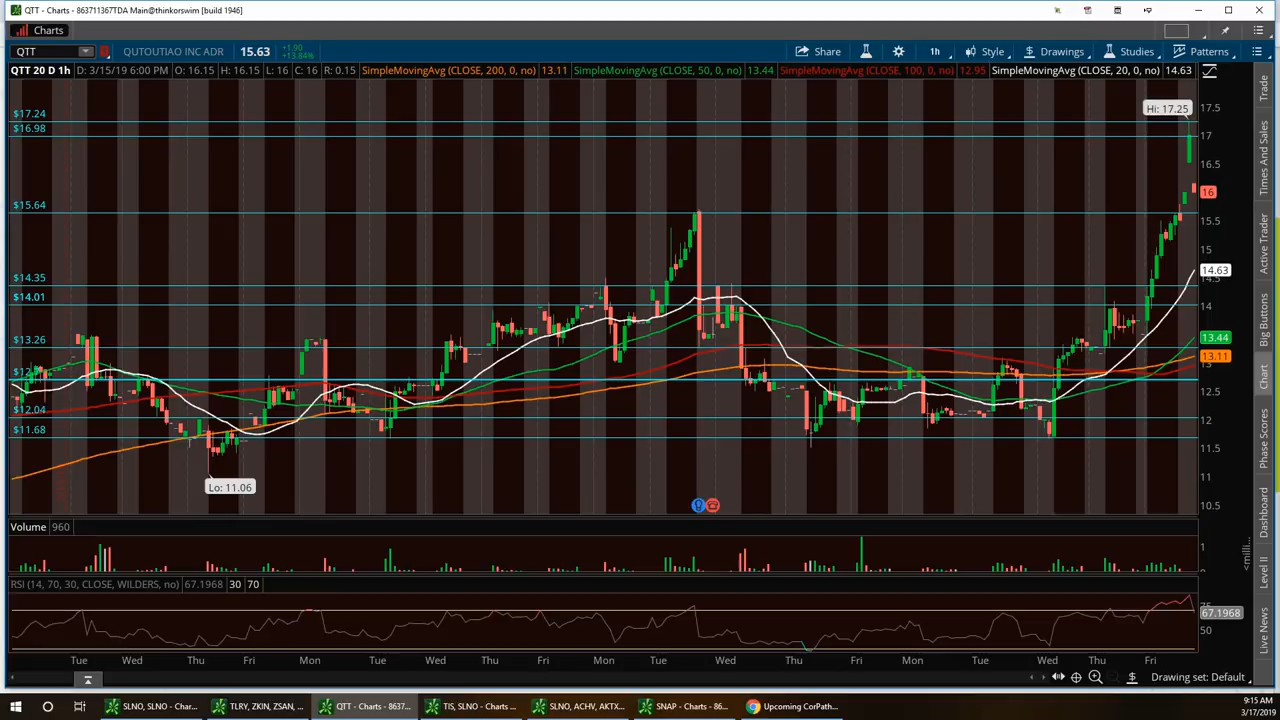 QTT - Charts - 863711367TDA Main@thinkorswim [build 1946]
Charts
QTT QUTOUTIAO INC ADR 15.63 +1.90 +13.84% Share 1h Style Drawings Studies Patterns
QTT 20 D 1h D: 3/15/19 6:00 PM O: 16.15 H: 16.15 L: 16 C: 16 R: 0.15 SimpleMovingAvg (CLOSE, 200, 0, no) 13.11 SimpleMovingAvg (CLOSE, 50, 0, no) 13.44 SimpleMovingAvg (CLOSE, 100, 0, no) 12.95 SimpleMovingAvg (CLOSE, 20, 0, no) 14.63
$17.24
$16.98
$15.64
$14.35
$14.01
$13.26
$12.04
$11.68
Hi: 17.25
Lo: 11.06
17.5
17
16.5
16
15.5
15
14.63
14.5
14
13.44
13.11
12.5
12
11.5
11
10.5
Trade
Times And Sales
Active Trader
Big Buttons
Chart
Phase Scores
Dashboard
Level II
Live News
Volume 960
1
<milli...
RSI (14, 70, 30, CLOSE, WILDERS, no) 67.1968 30 70
75
67.1968
50
Tue Wed Thu Fri Mon Tue Wed Thu Fri Mon Tue Wed Thu Fri Mon Tue Wed Thu Fri
Drawing set: Default
SLNO, SLNO - Char... TLRY, ZKIN, ZSAN, ... QTT - Charts - 8637... TIS, SLNO - Charts ... SLNO, ACHV, AKTX... SNAP - Charts - 86... Upcoming CorPath...
9:15 AM
3/17/2019